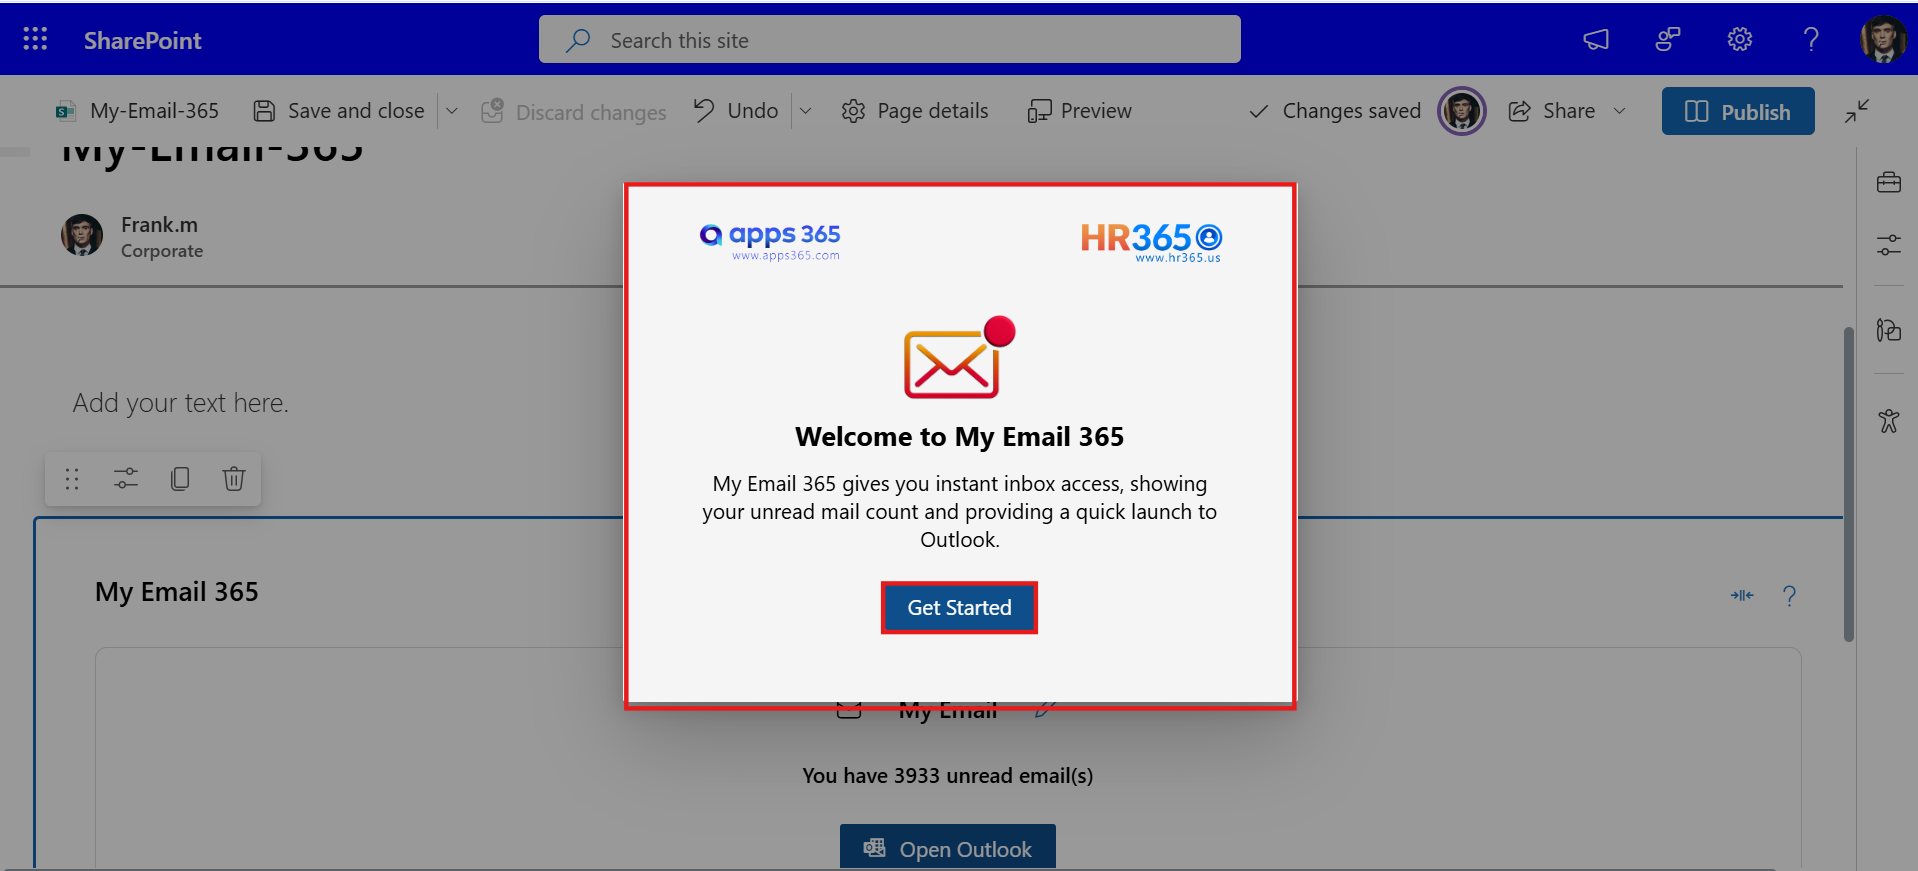 SharePoint
Search this site
My-Email-365
Save and close
Discard changes
Undo
Page details
Preview
Changes saved
Share
Publish
My-Email-365
Frank.m
Corporate
apps 365
www.apps365.com
HR365
www.hr365.us
Add your text here.
Welcome to My Email 365
My Email 365 gives you instant inbox access, showing
your unread mail count and providing a quick launch to
Outlook.
Get Started
My Email 365
My Email
You have 3933 unread email(s)
Open Outlook